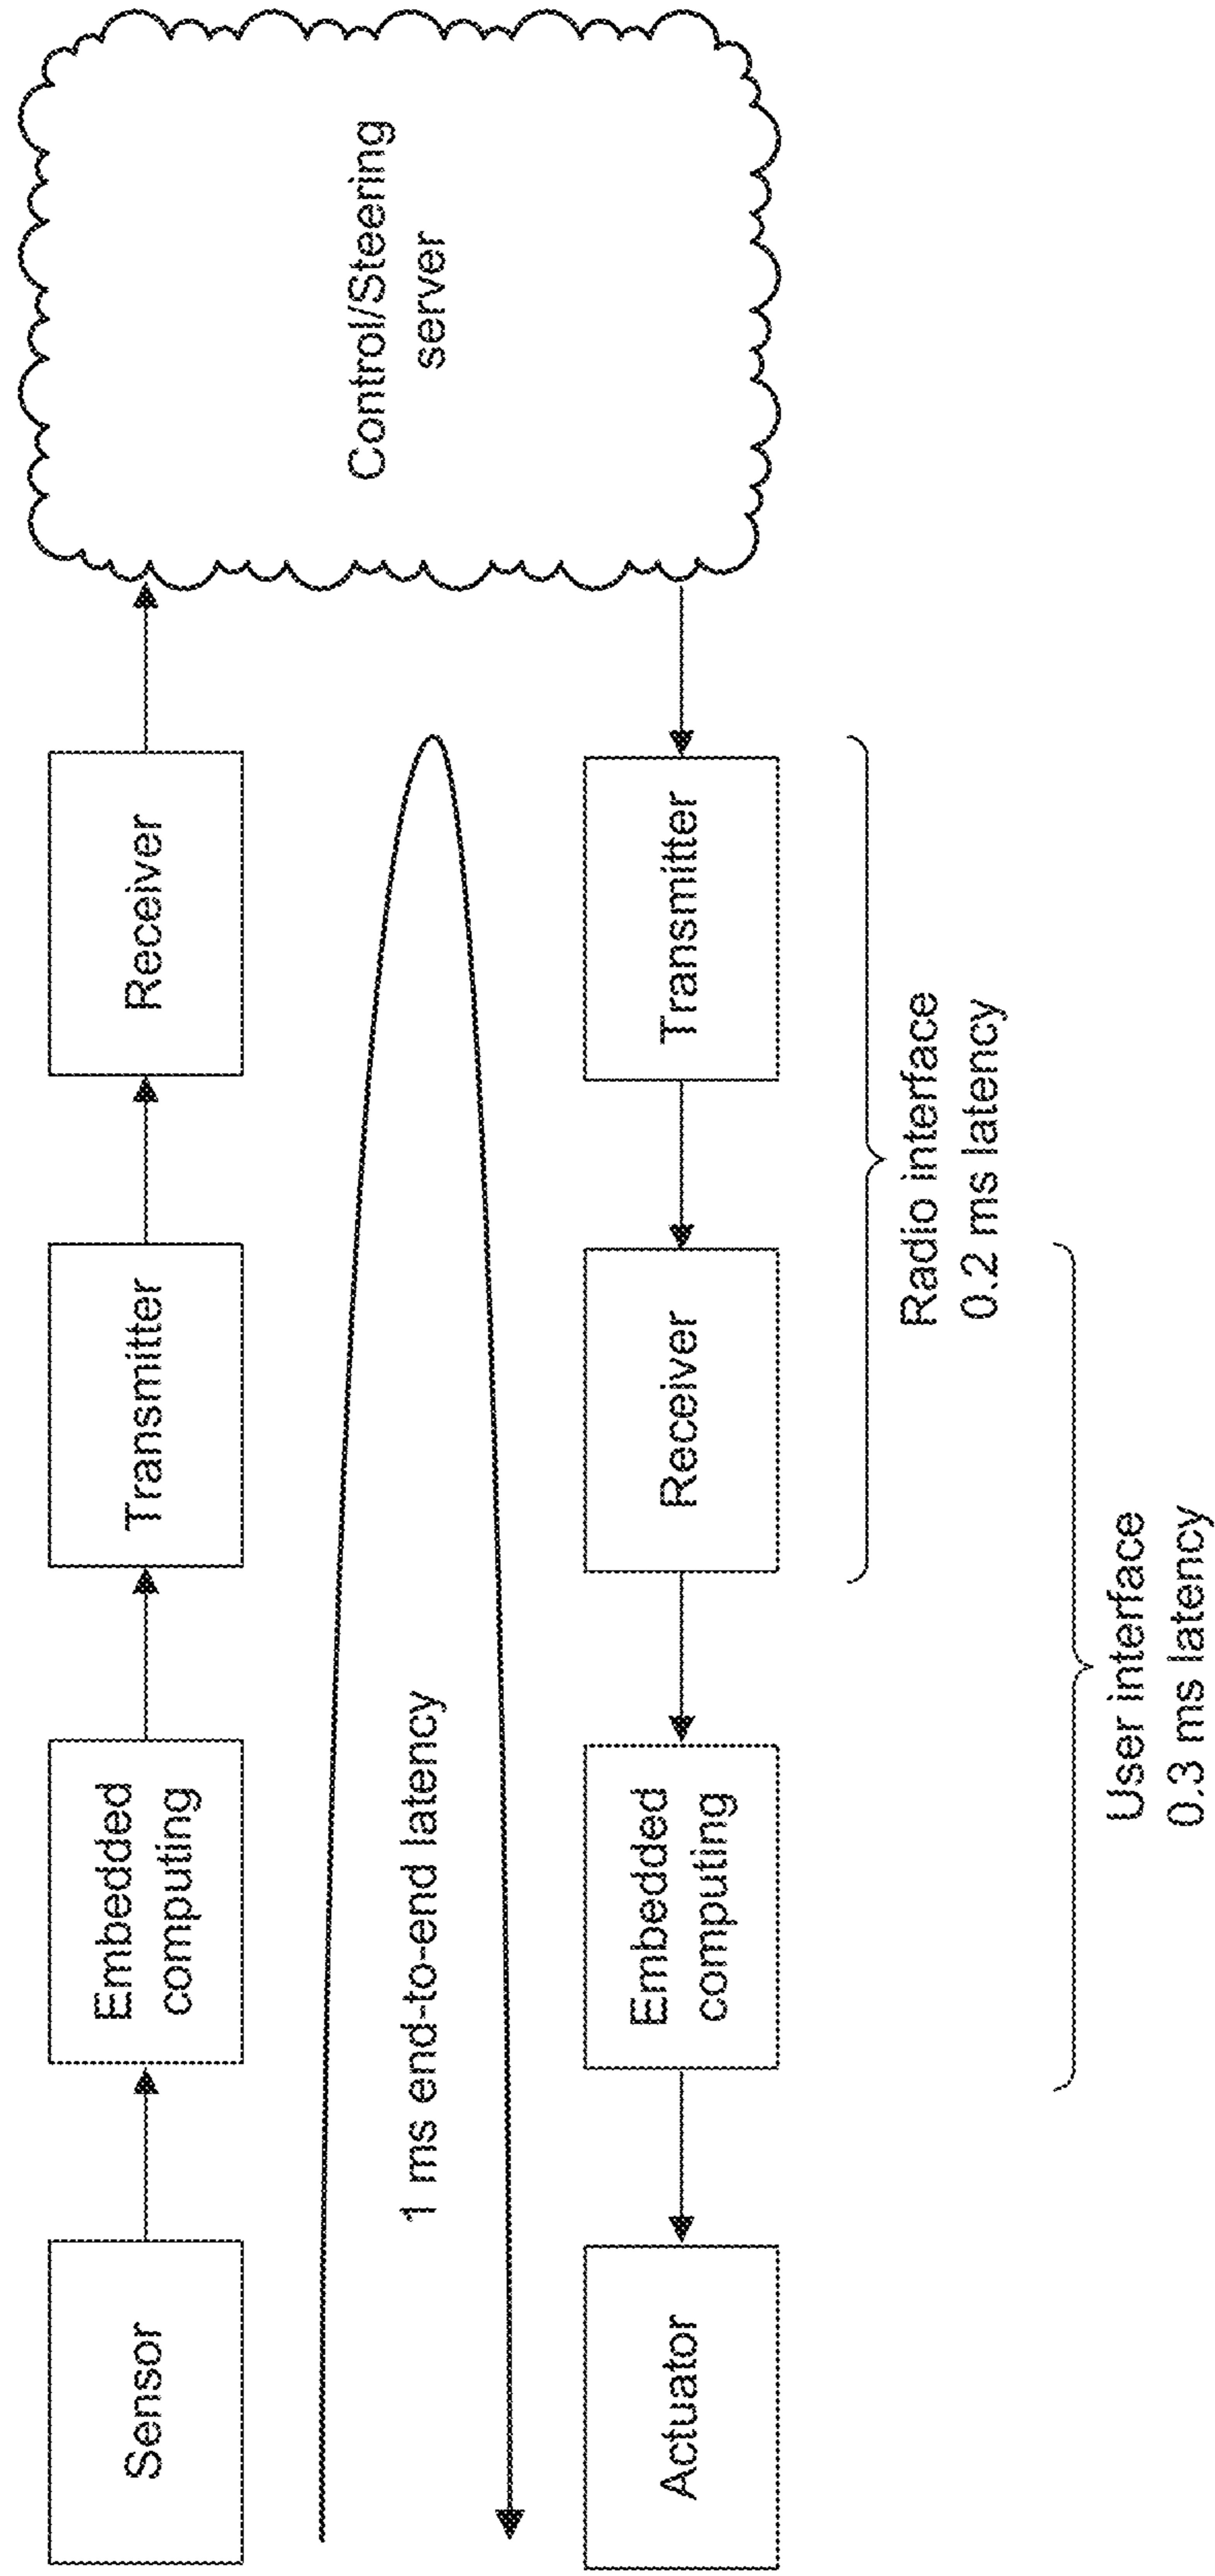 Sensor
Embedded
computing
Transmitter
Receiver
Control/Steering
server
1 ms end-to-end latency
Actuator
Embedded
computing
Receiver
Transmitter
Radio interface
0.2 ms latency
User interface
0.3 ms latency